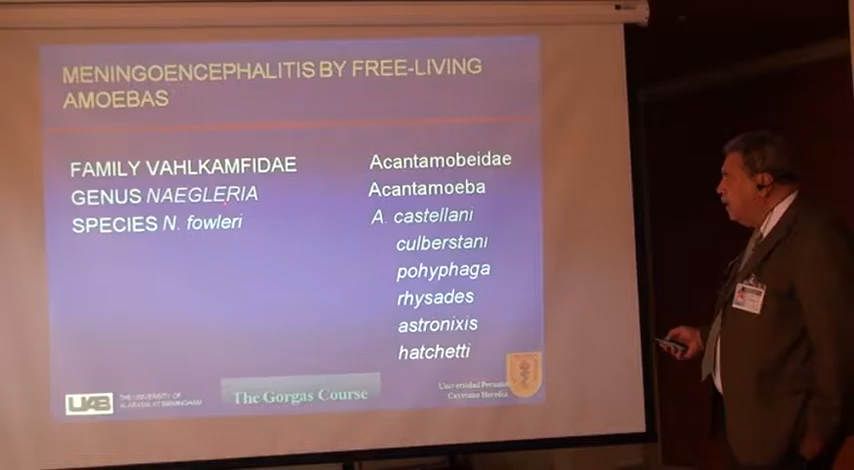 MENINGOENCEPHALITIS BY FREE-LIVING
AMOEBAS
FAMILY VAHLKAMFIDAE
GENUS NAEGLERIA
SPECIES N. fowleri
Acantamobeidae
Acantamoeba
A. castellani
culberstani
pohyphaga
rhysades
astronixis
hatchetti
UAB
THE UNIVERSITY OF
ALABAMA AT BIRMINGHAM
The Gorgas Course
Universidad Peruana
Cayetano Heredia